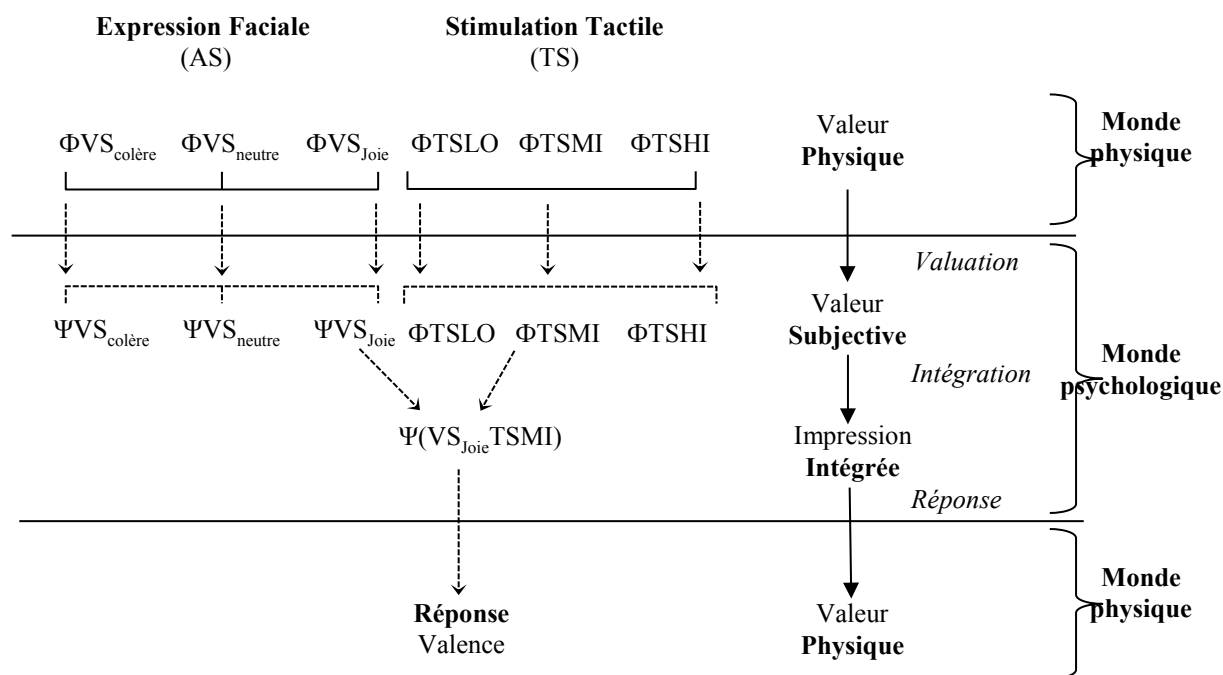 Expression Faciale
(AS)
Stimulation Tactile
(TS)
ΦVScolère ΦVSneutre ΦVSJoie ΦTSLO ΦTSMI ΦTSHI
Valeur
Physique
Monde
physique
Valuation
ΨVScolère ΨVSneutre ΨVSJoie ΦTSLO ΦTSMI ΦTSHI
Valeur
Subjective
Intégration
Monde
psychologique
Ψ(VSJoieTSMI)
Impression
Intégrée
Réponse
Réponse
Valence
Valeur
Physique
Monde
physique